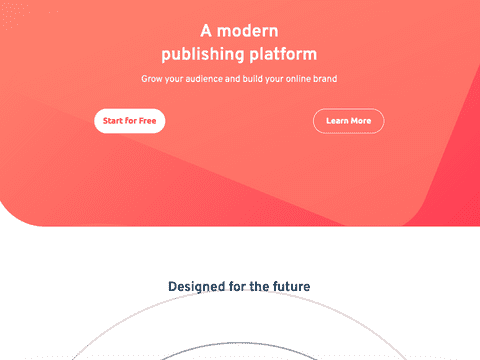 A modern
publishing platform
Grow your audience and build your online brand
Start for Free
Learn More
Designed for the future